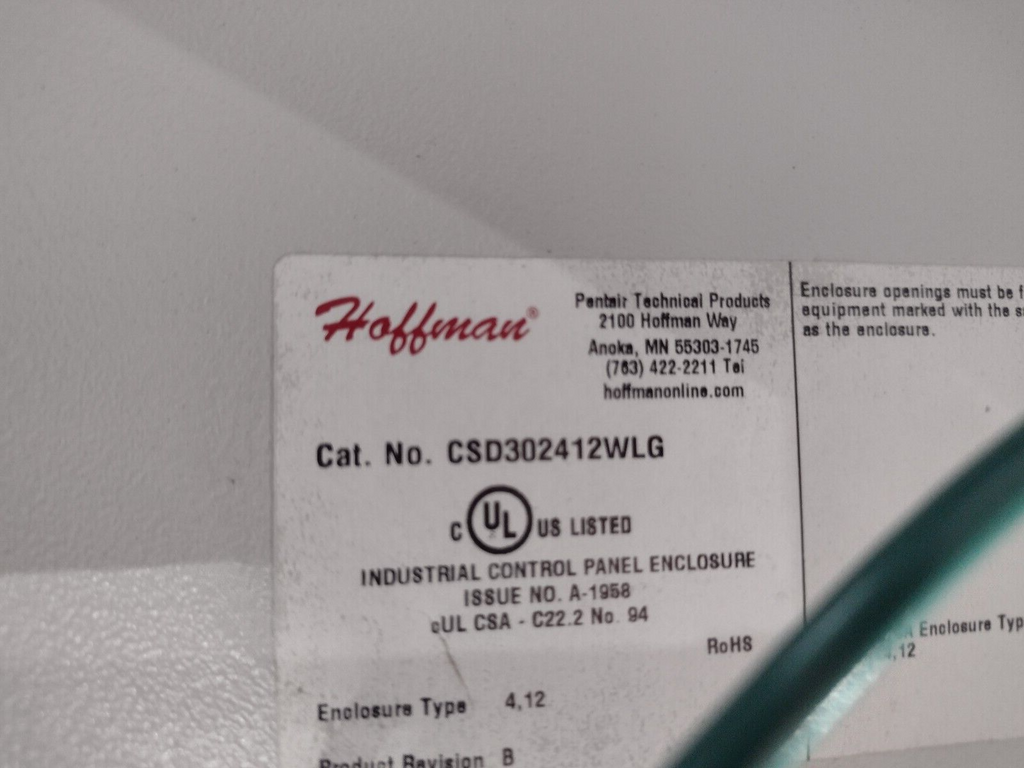 Hoffman®
Pentair Technical Products
2100 Hoffman Way
Anoka, MN 55303-1745
(763) 422-2211 Tel
hoffmanonline.com
Cat. No. CSD302412WLG
C UL US LISTED
INDUSTRIAL CONTROL PANEL ENCLOSURE
ISSUE NO. A-1958
cUL CSA - C22.2 No. 94
RoHS
Enclosure Type 4,12
Product Revision B
Enclosure openings must be
equipment marked with the
as the enclosure.
Enclosure
,12